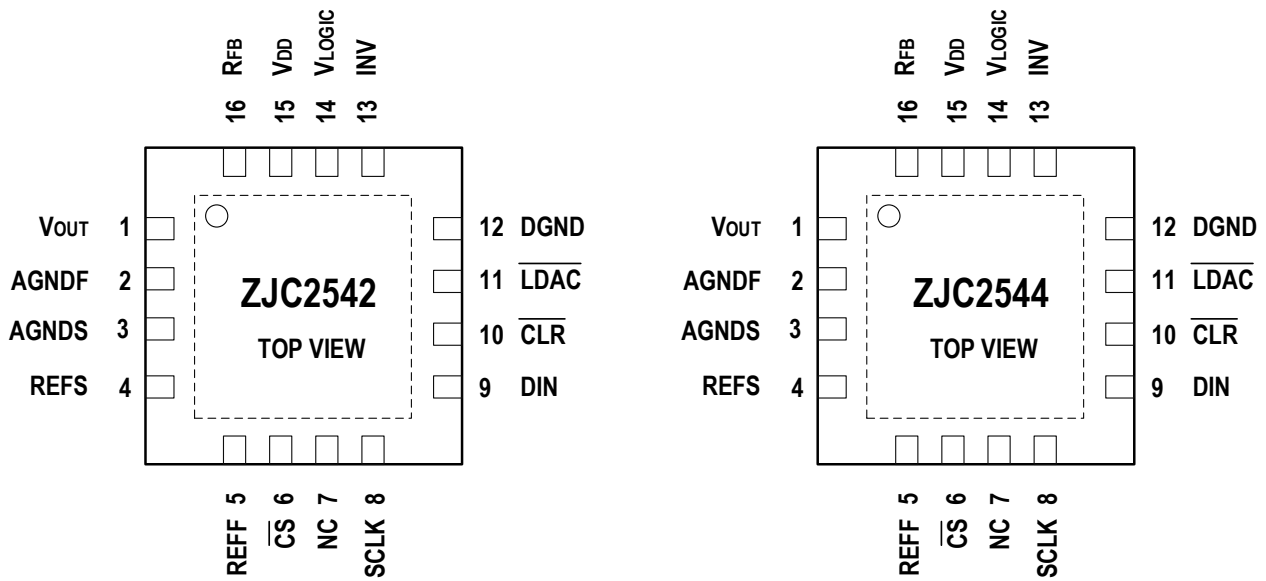 RFB VDD VLOGIC INV
16 15 14 13
VOUT 1
AGNDF 2
AGNDS 3
REFS 4
ZJC2542
TOP VIEW
12 DGND
11 LDAC
10 CLR
9 DIN
REFF 5
CS 6
NC 7
SCLK 8
RFB VDD VLOGIC INV
16 15 14 13
VOUT 1
AGNDF 2
AGNDS 3
REFS 4
ZJC2544
TOP VIEW
12 DGND
11 LDAC
10 CLR
9 DIN
REFF 5
CS 6
NC 7
SCLK 8